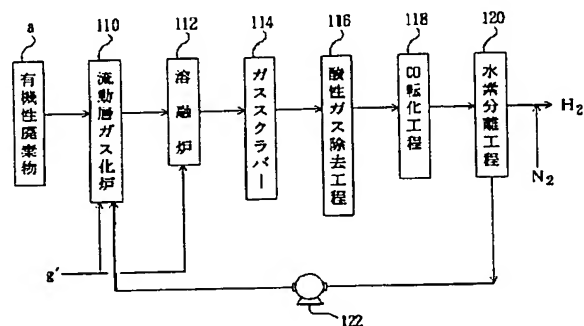 a
110
112
114
116
118
120
有機性廃棄物
流動層ガス化炉
溶融炉
ガススクラバー
酸性ガス除去工程
CO転化工程
水素分離工程
H₂
N₂
g'
122